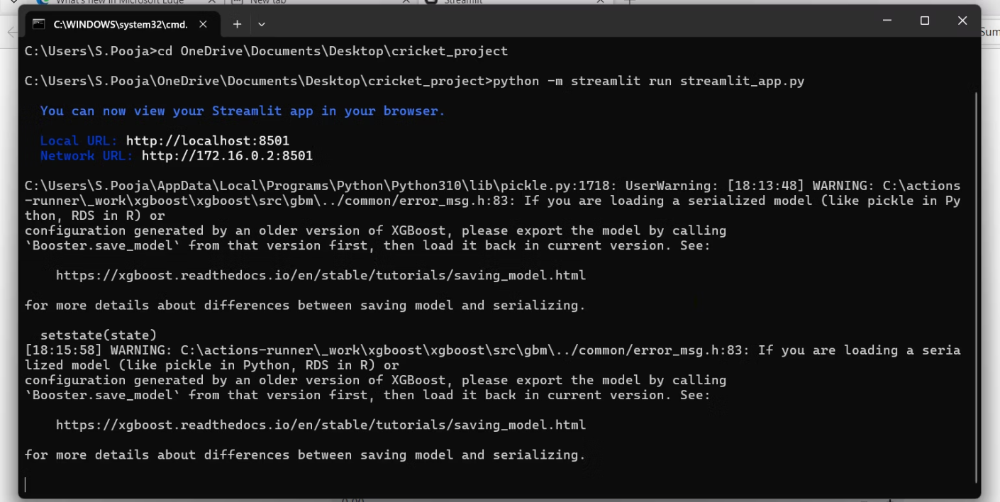 What's new in Microsoft Edge
New tab
Streamlit
C:\WINDOWS\system32\cmd.
Sum
C:\Users\S.Pooja>cd OneDrive\Documents\Desktop\cricket_project
C:\Users\S.Pooja\OneDrive\Documents\Desktop\cricket_project>python -m streamlit run streamlit_app.py
You can now view your Streamlit app in your browser.
Local URL: http://localhost:8501
Network URL: http://172.16.0.2:8501
C:\Users\S.Pooja\AppData\Local\Programs\Python\Python310\lib\pickle.py:1718: UserWarning: [18:13:48] WARNING: C:\actions
-runner\_work\xgboost\xgboost\src\gbm\../common/error_msg.h:83: If you are loading a serialized model (like pickle in Py
thon, RDS in R) or
configuration generated by an older version of XGBoost, please export the model by calling
`Booster.save_model` from that version first, then load it back in current version. See:
https://xgboost.readthedocs.io/en/stable/tutorials/saving_model.html
for more details about differences between saving model and serializing.
setstate(state)
[18:15:58] WARNING: C:\actions-runner\_work\xgboost\xgboost\src\gbm\../common/error_msg.h:83: If you are loading a seria
lized model (like pickle in Python, RDS in R) or
configuration generated by an older version of XGBoost, please export the model by calling
`Booster.save_model` from that version first, then load it back in current version. See:
https://xgboost.readthedocs.io/en/stable/tutorials/saving_model.html
for more details about differences between saving model and serializing.